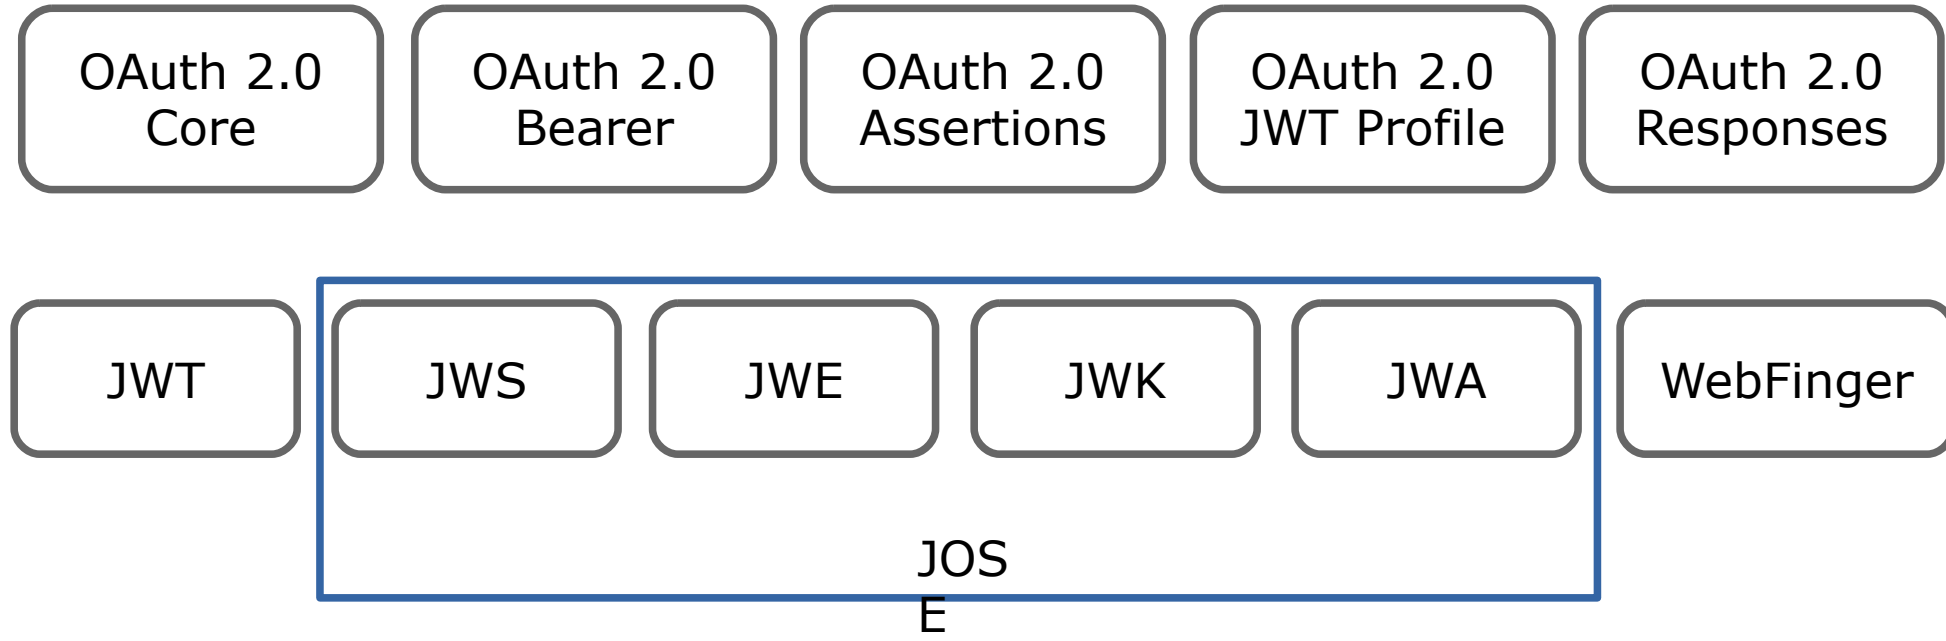 OAuth 2.0
Core
OAuth 2.0
Bearer
OAuth 2.0
Assertions
OAuth 2.0
JWT Profile
OAuth 2.0
Responses
JWT
JWS
JWE
JWK
JWA
WebFinger
JOS
E